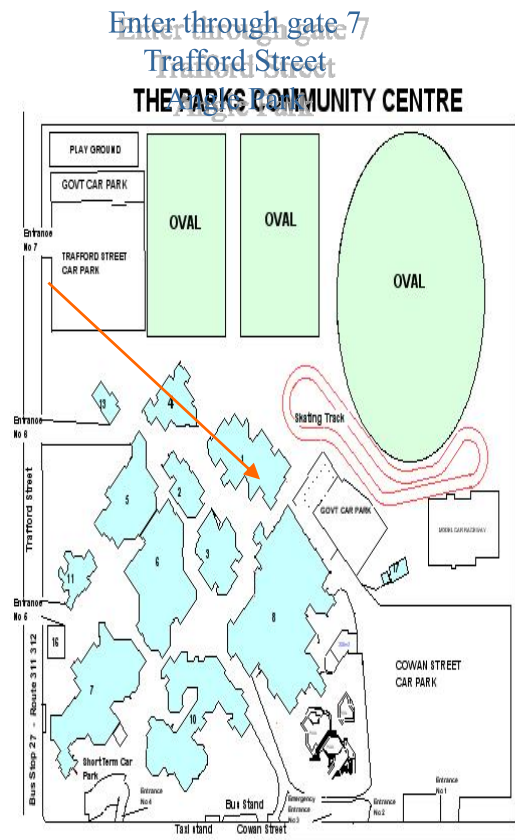 Enter through gate 7
Trafford Street
Angle Park
THE PARKS COMMUNITY CENTRE
PLAY GROUND
GOVT CAR PARK
OVAL
OVAL
OVAL
Entrance
No 7
TRAFFORD STREET
CAR PARK
13
4
Skating Track
Entrance
No 6
1
2
5
GOVT CAR PARK
3
6
Trafford Street
11
17
8
Entrance
No 5
16
COWAN STREET
CAR PARK
7
10
Bus Stop 27 - Route 311 312
Short Term Car
Park
Entrance
No 4
Bus Stand
Emergency
Entrance
No 3
Entrance
No 2
Entrance
No 1
Taxi stand
Cowan Street